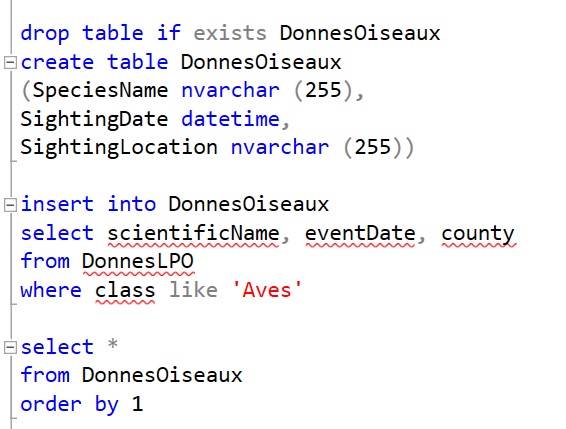 drop table if exists DonnesOiseaux
create table DonnesOiseaux
(SpeciesName nvarchar (255),
SightingDate datetime,
SightingLocation nvarchar (255))
insert into DonnesOiseaux
select scientificName, eventDate, county
from DonnesLPO
where class like 'Aves'
select *
from DonnesOiseaux
order by 1